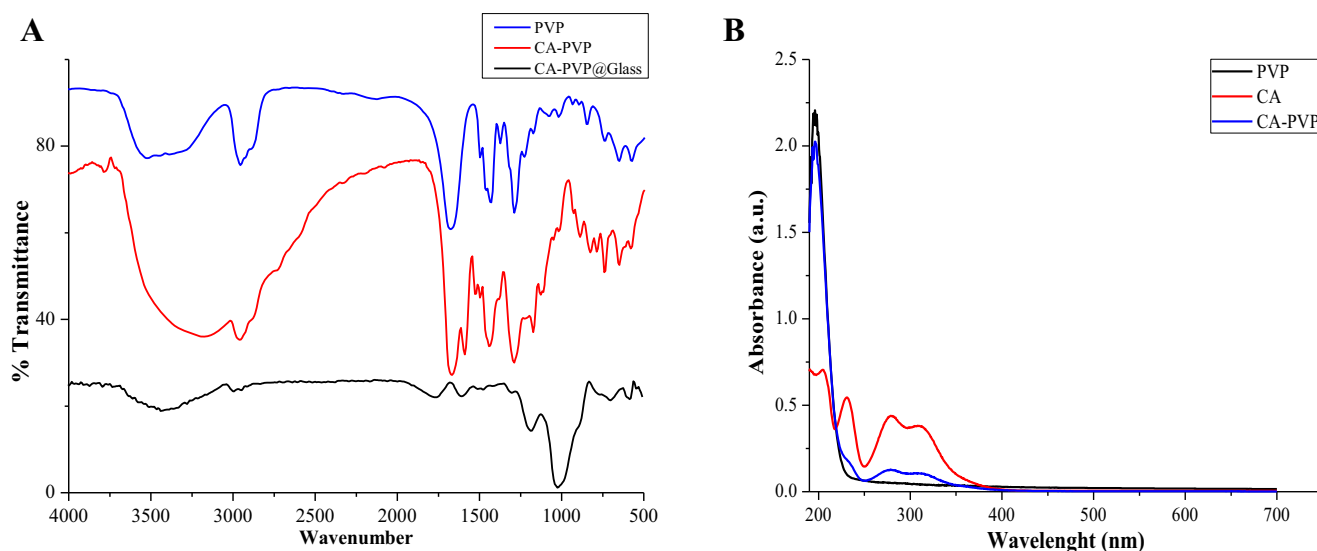 A
PVP
CA-PVP
CA-PVP@Glass
% Transmittance
80
40
0
4000 3500 3000 2500 2000 1500 1000 500
Wavenumber
B
PVP
CA
CA-PVP
Absorbance (a.u.)
2.5
2.0
1.5
1.0
0.5
0.0
200 300 400 500 600 700
Wavelenght (nm)